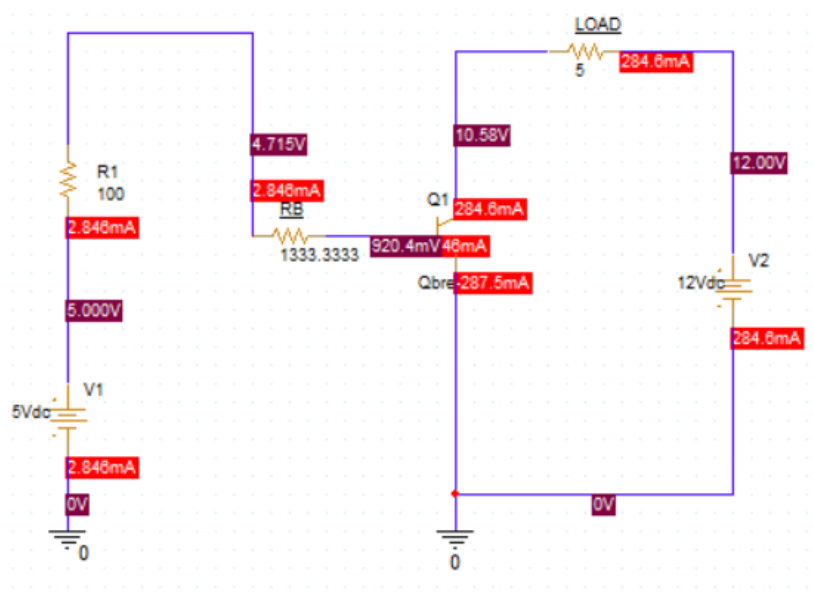 LOAD
5
284.6mA
10.58V
4.715V
12.00V
R1
100
2.846mA
RB
Q1
284.6mA
2.846mA
1333.3333
920.4mV
46mA
V2
12Vdc
Qbre
-287.5mA
5.000V
284.6mA
V1
5Vdc
2.846mA
0V
0V
0
0